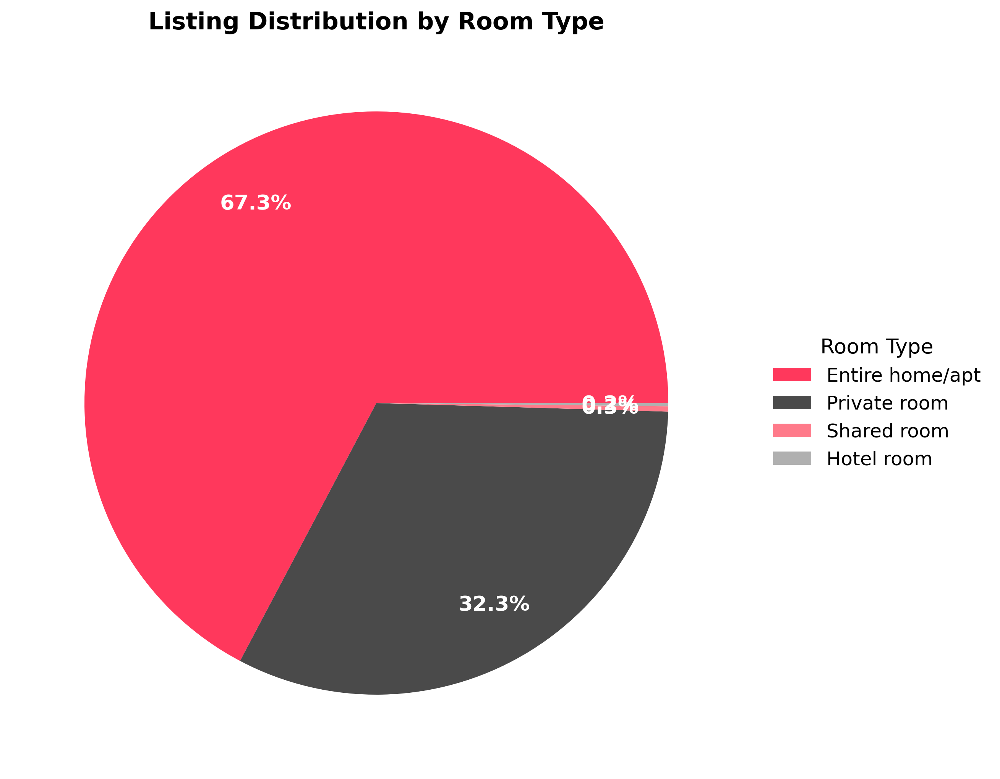 Listing Distribution by Room Type
67.3%
32.3%
Room Type
Entire home/apt
Private room
Shared room
Hotel room